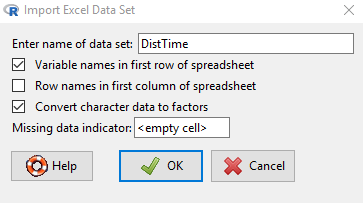 Import Excel Data Set
Enter name of data set: DistTime
Variable names in first row of spreadsheet
Row names in first column of spreadsheet
Convert character data to factors
Missing data indicator: <empty cell>
Help OK Cancel